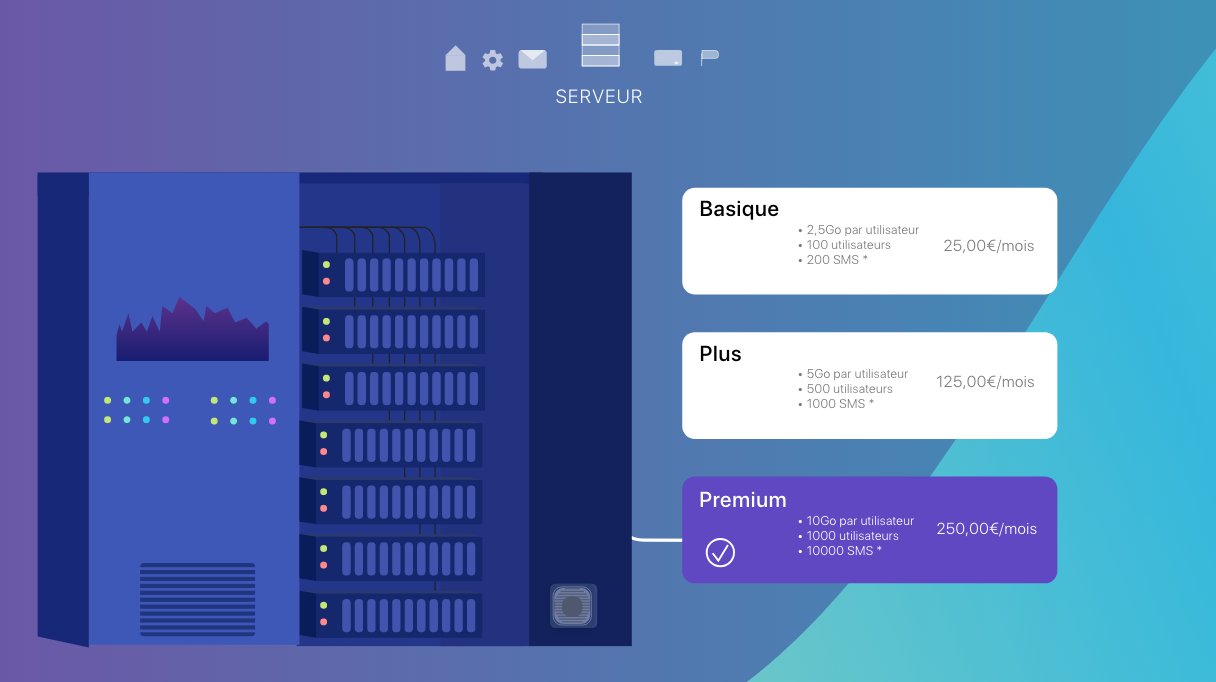 SERVEUR
Basique
• 2,5Go par utilisateur
• 100 utilisateurs
• 200 SMS *
25,00€/mois
Plus
• 5Go par utilisateur
• 500 utilisateurs
• 1000 SMS *
125,00€/mois
Premium
• 10Go par utilisateur
• 1000 utilisateurs
• 10000 SMS *
250,00€/mois